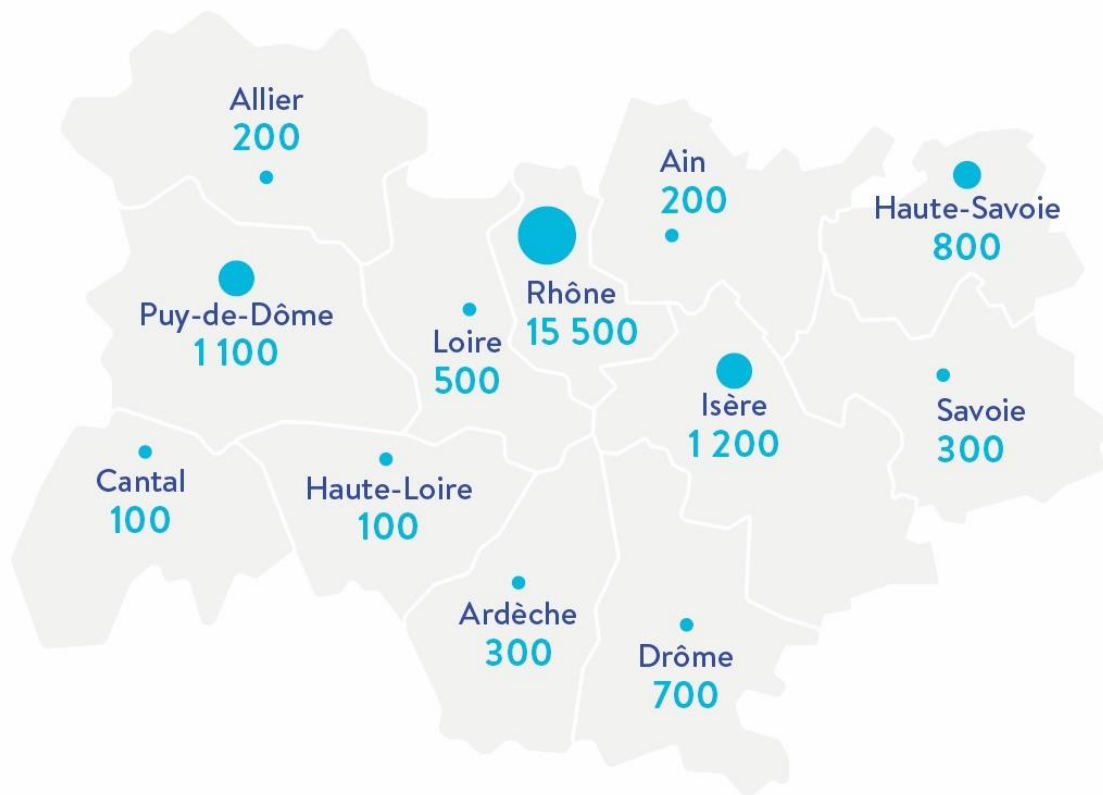 Allier
200
Ain
200
Haute-Savoie
800
Puy-de-Dôme
1 100
Loire
500
Rhône
15 500
Isère
1 200
Savoie
300
Cantal
100
Haute-Loire
100
Ardèche
300
Drôme
700